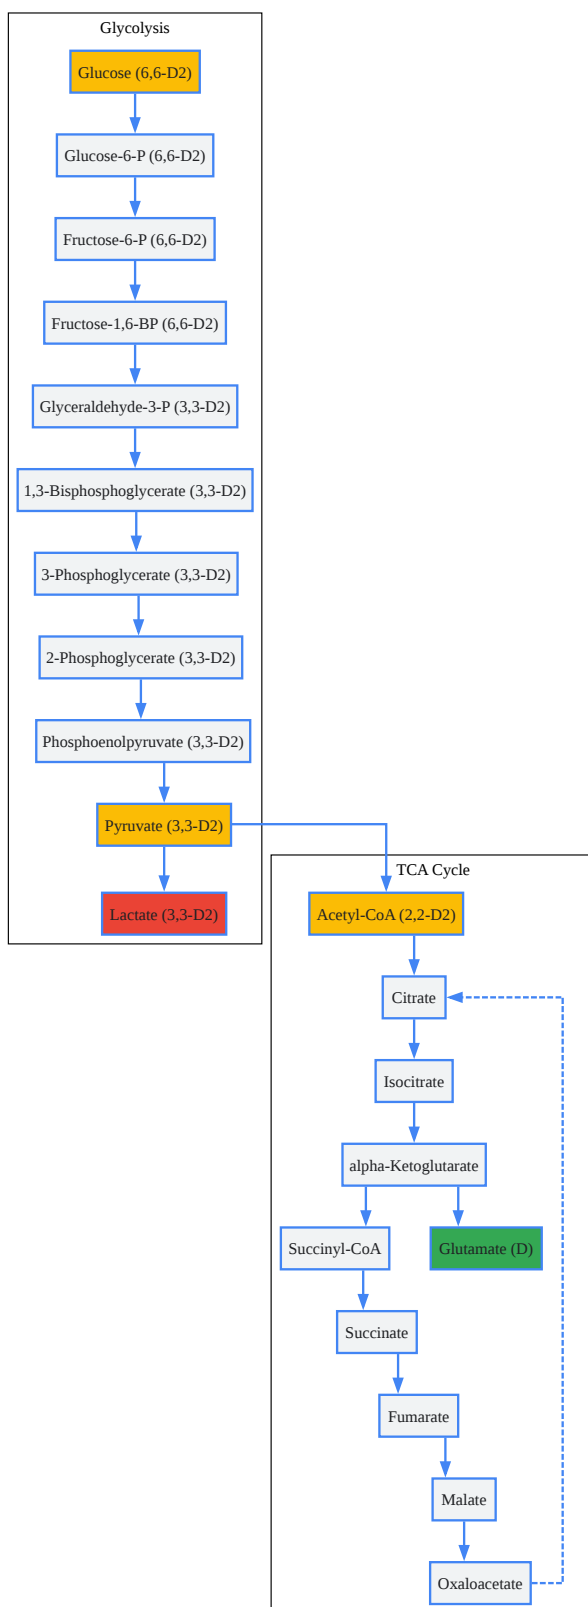 Glycolysis
Glucose (6,6-D2)
Glucose-6-P (6,6-D2)
Fructose-6-P (6,6-D2)
Fructose-1,6-BP (6,6-D2)
Glyceraldehyde-3-P (3,3-D2)
1,3-Bisphosphoglycerate (3,3-D2)
3-Phosphoglycerate (3,3-D2)
2-Phosphoglycerate (3,3-D2)
Phosphoenolpyruvate (3,3-D2)
Pyruvate (3,3-D2)
Lactate (3,3-D2)
TCA Cycle
Acetyl-CoA (2,2-D2)
Citrate
Isocitrate
alpha-Ketoglutarate
Succinyl-CoA
Glutamate (D)
Succinate
Fumarate
Malate
Oxaloacetate